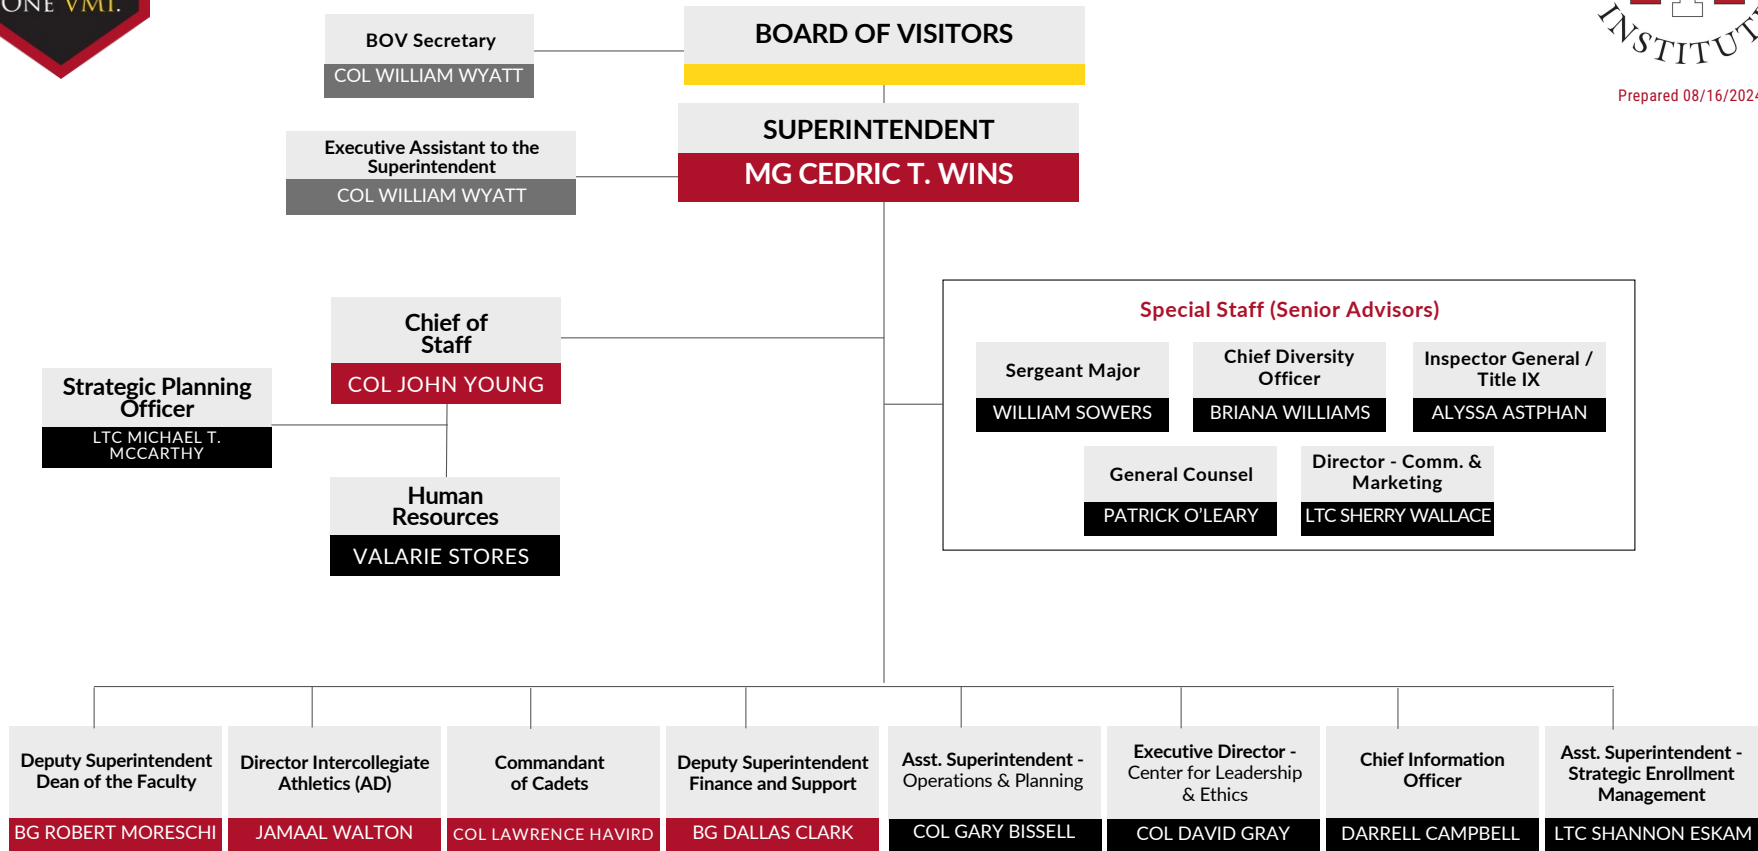 ONE VMI.
INSTITUTE
Prepared 08/16/2024
BOV Secretary
COL WILLIAM WYATT
BOARD OF VISITORS
Executive Assistant to the
Superintendent
COL WILLIAM WYATT
SUPERINTENDENT
MG CEDRIC T. WINS
Chief of
Staff
COL JOHN YOUNG
Strategic Planning
Officer
LTC MICHAEL T.
MCCARTHY
Human
Resources
VALARIE STORES
Special Staff (Senior Advisors)
Sergeant Major
WILLIAM SOWERS
Chief Diversity
Officer
BRIANA WILLIAMS
Inspector General /
Title IX
ALYSSA ASTPHAN
General Counsel
PATRICK O'LEARY
Director - Comm. &
Marketing
LTC SHERRY WALLACE
Deputy Superintendent
Dean of the Faculty
BG ROBERT MORESCHI
Director Intercollegiate
Athletics (AD)
JAMAAL WALTON
Commandant
of Cadets
COL LAWRENCE HAVIRD
Deputy Superintendent
Finance and Support
BG DALLAS CLARK
Asst. Superintendent -
Operations & Planning
COL GARY BISSELL
Executive Director -
Center for Leadership
& Ethics
COL DAVID GRAY
Chief Information
Officer
DARRELL CAMPBELL
Asst. Superintendent -
Strategic Enrollment
Management
LTC SHANNON ESKAM